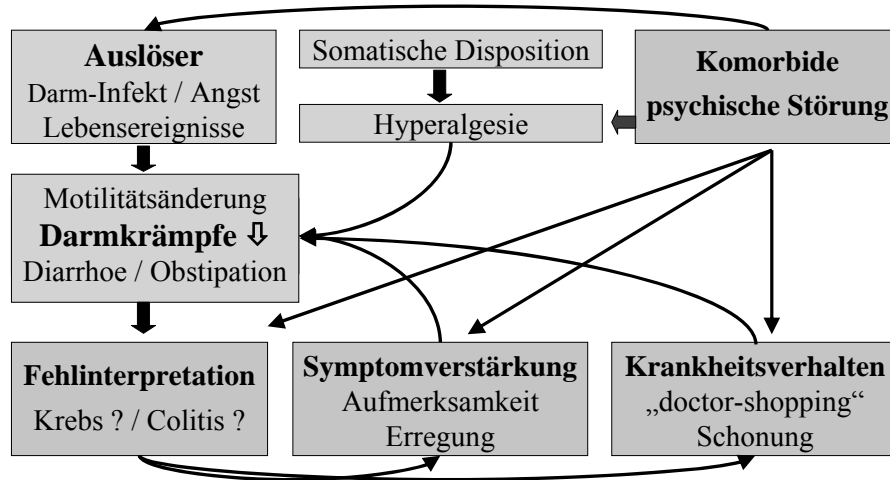 Auslöser
Darm-Infekt / Angst
Lebensereignisse
Somatische Disposition
Hyperalgesie
Komorbide
psychische Störung
Motilitätsänderung
Darmkrämpfe ⇩
Diarrhoe / Obstipation
Fehlinterpretation
Krebs ? / Colitis ?
Symptomverstärkung
Aufmerksamkeit
Erregung
Krankheitsverhalten
„doctor-shopping“
Schonung